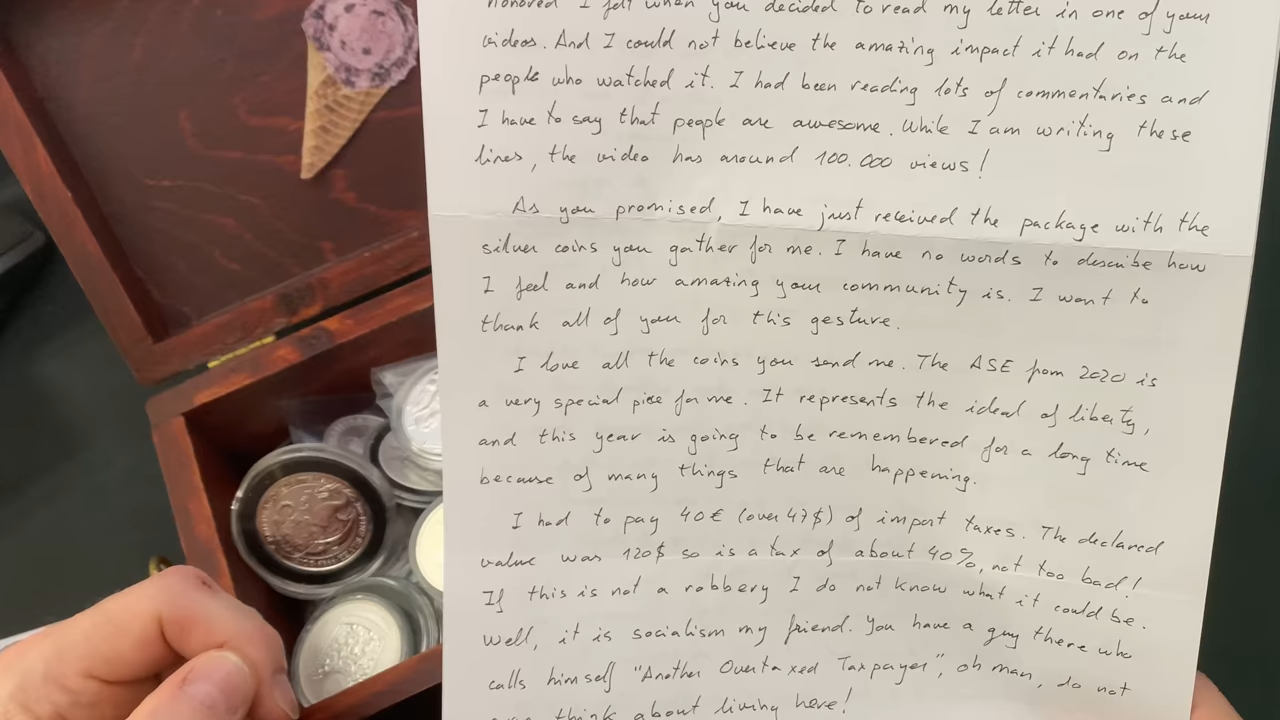 honored I felt when you decided to read my letter in one of your
videos. And I could not believe the amazing impact it had on the
people who watched it. I had been reading lots of commentaries and
I have to say that people are awesome. While I am writing these
lines, the video has around 100.000 views!
As you promised, I have just received the package with the
silver coins you gather for me. I have no words to describe how
I feel and how amazing your community is. I want to
thank all of you for this gesture.
I love all the coins you send me. The ASE from 2020 is
a very special piece for me. It represents the ideal of liberty,
and this year is going to be remembered for a long time
because of many things that are happening.
I had to pay 40€ (over 47$) of import taxes. The declared
value was 120$ so is a tax of about 40%, not too bad!
If this is not a robbery I do not know what it could be.
Well, it is socialism my friend. You have a guy there who
calls himself "Another Overtaxed Taxpayer", oh man, do not
even think about living here!